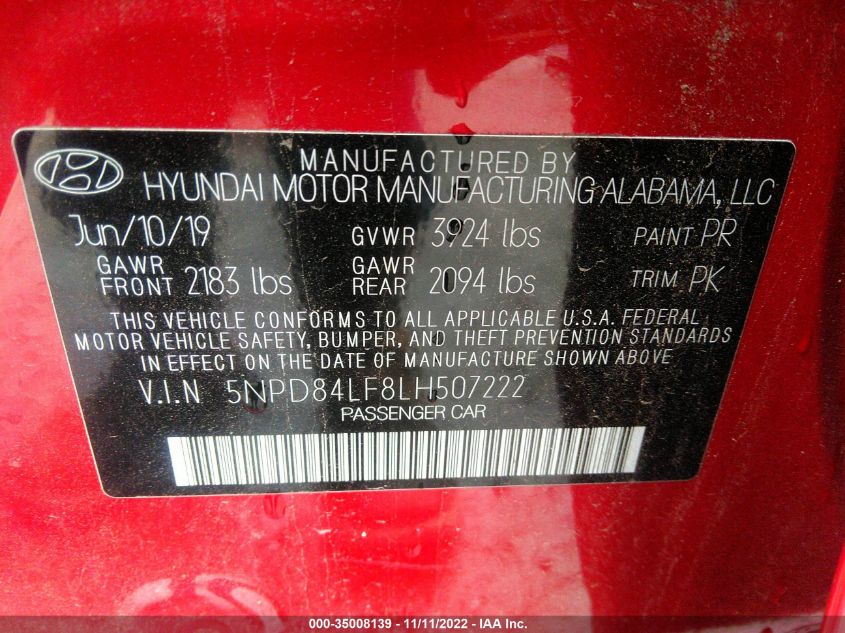 MANUFACTURED BY
HYUNDAI MOTOR MANUFACTURING ALABAMA, LLC
Jun/10/19 GVWR 3924 lbs PAINT PR
GAWR FRONT 2183 lbs GAWR REAR 2094 lbs TRIM PK
THIS VEHICLE CONFORMS TO ALL APPLICABLE U.S.A. FEDERAL
MOTOR VEHICLE SAFETY, BUMPER, AND THEFT PREVENTION STANDARDS
IN EFFECT ON THE DATE OF MANUFACTURE SHOWN ABOVE.
V.I.N 5NPD84LF8LH507222
PASSENGER CAR
000-35008139 - 11/11/2022 - IAA Inc.